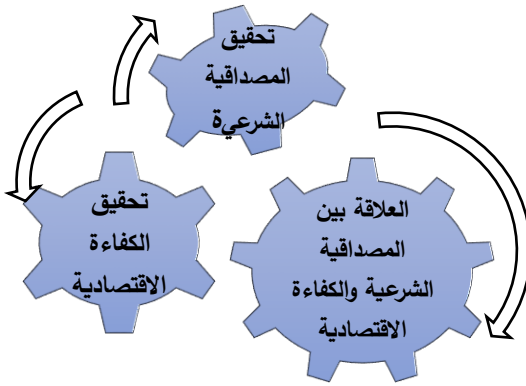 تحقيق
المصداقية
الشرعية
العلاقة بين
المصداقية
الشرعية والكفاءة
الاقتصادية
تحقيق
الكفاءة
الاقتصادية